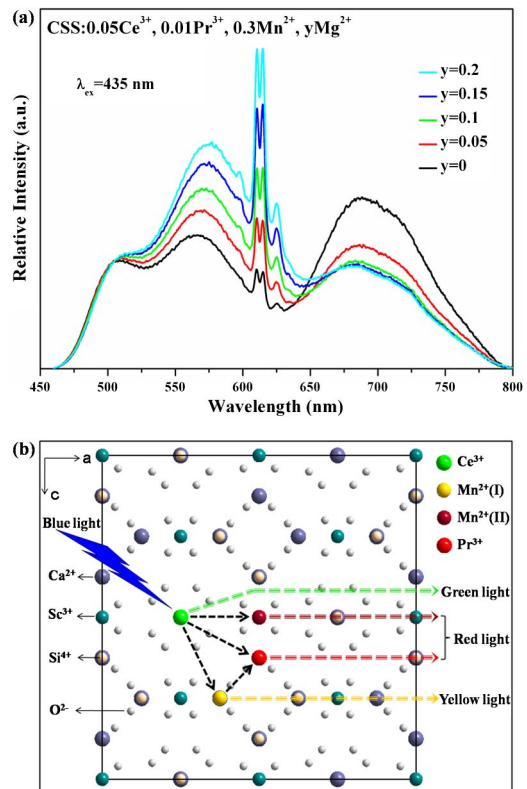 (a)
CSS:0.05Ce³⁺, 0.01Pr³⁺, 0.3Mn²⁺, yMg²⁺
λex=435 nm
y=0.2
y=0.15
y=0.1
y=0.05
y=0
Relative Intensity (a.u.)
450 500 550 600 650 700 750 800
Wavelength (nm)
(b)
a
c
Ce³⁺
Mn²⁺(I)
Mn²⁺(II)
Pr³⁺
Blue light
Ca²⁺
Green light
Sc³⁺
Red light
Si⁴⁺
O²⁻
Yellow light